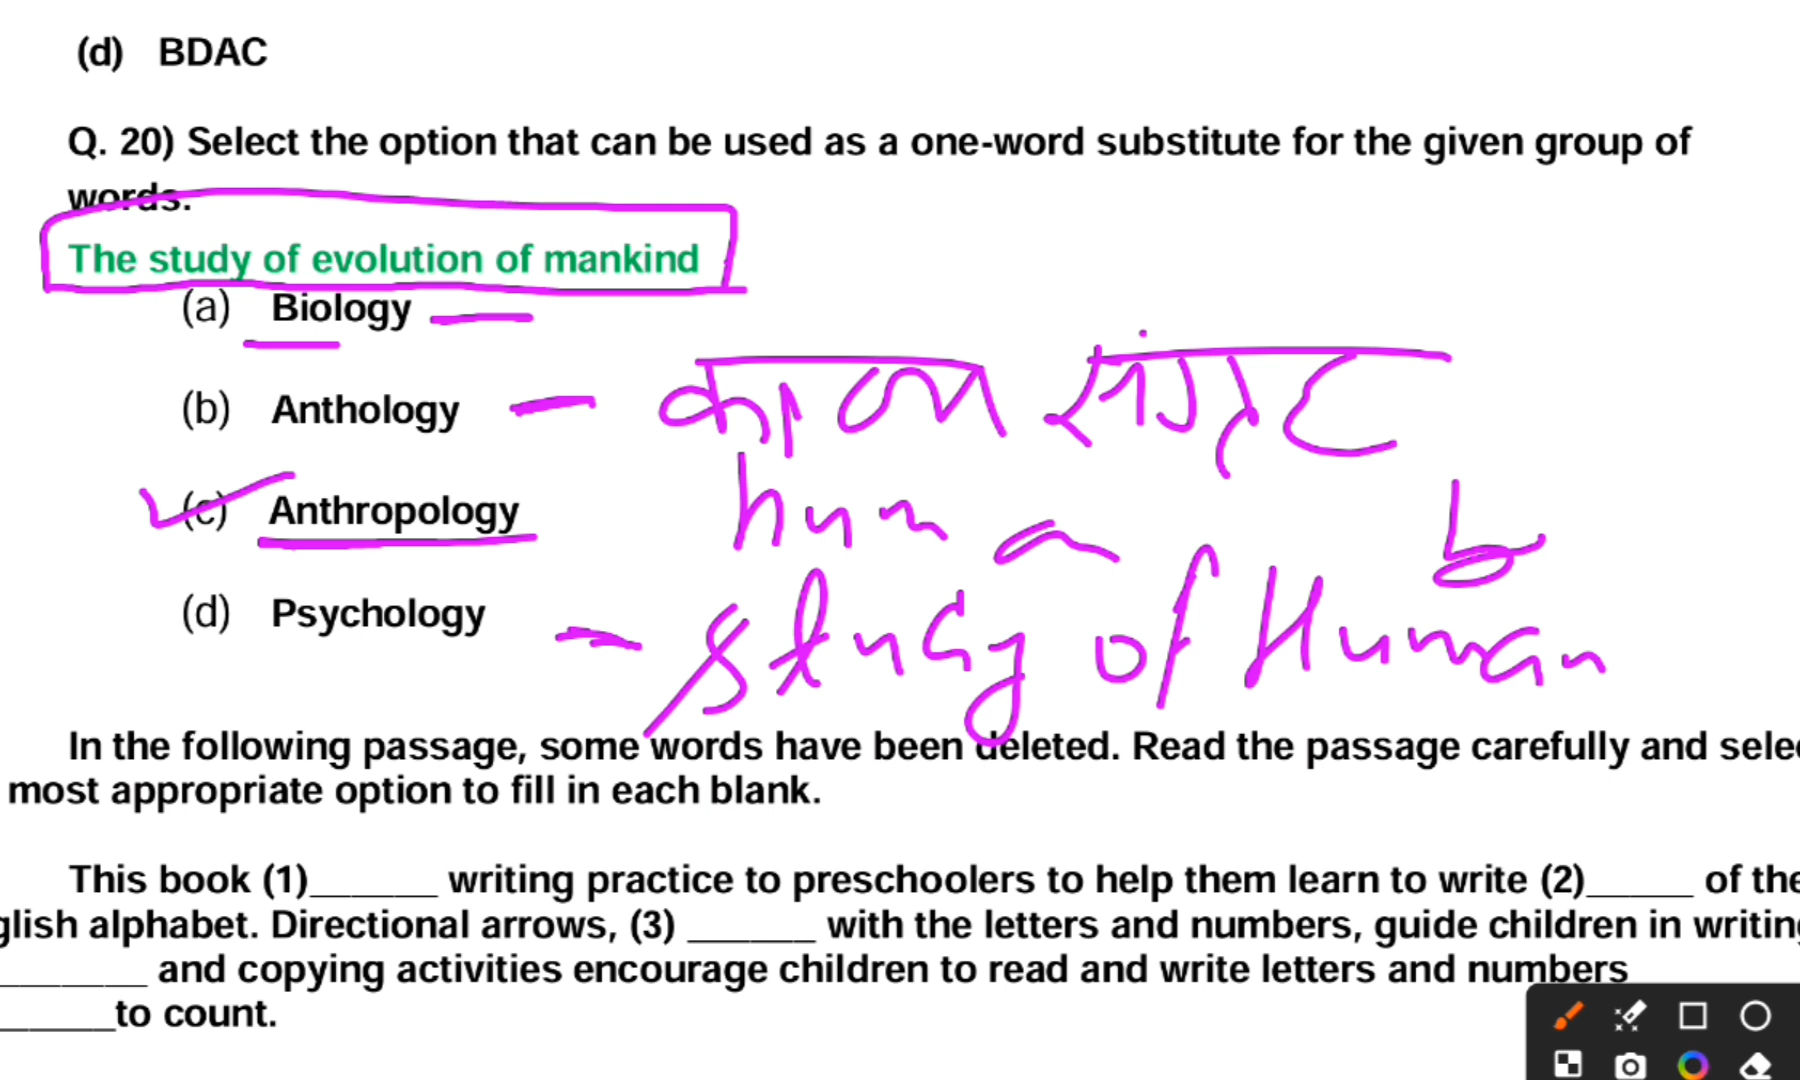 (d) BDAC
Q. 20) Select the option that can be used as a one-word substitute for the given group of
words.
The study of evolution of mankind
(a) Biology
(b) Anthology – काव्य संग्रह
(c) Anthropology human
(d) Psychology – study of Human
In the following passage, some words have been deleted. Read the passage carefully and sele
most appropriate option to fill in each blank.
This book (1)______ writing practice to preschoolers to help them learn to write (2)_____ of the
glish alphabet. Directional arrows, (3) ______ with the letters and numbers, guide children in writing
_______ and copying activities encourage children to read and write letters and numbers
______to count.